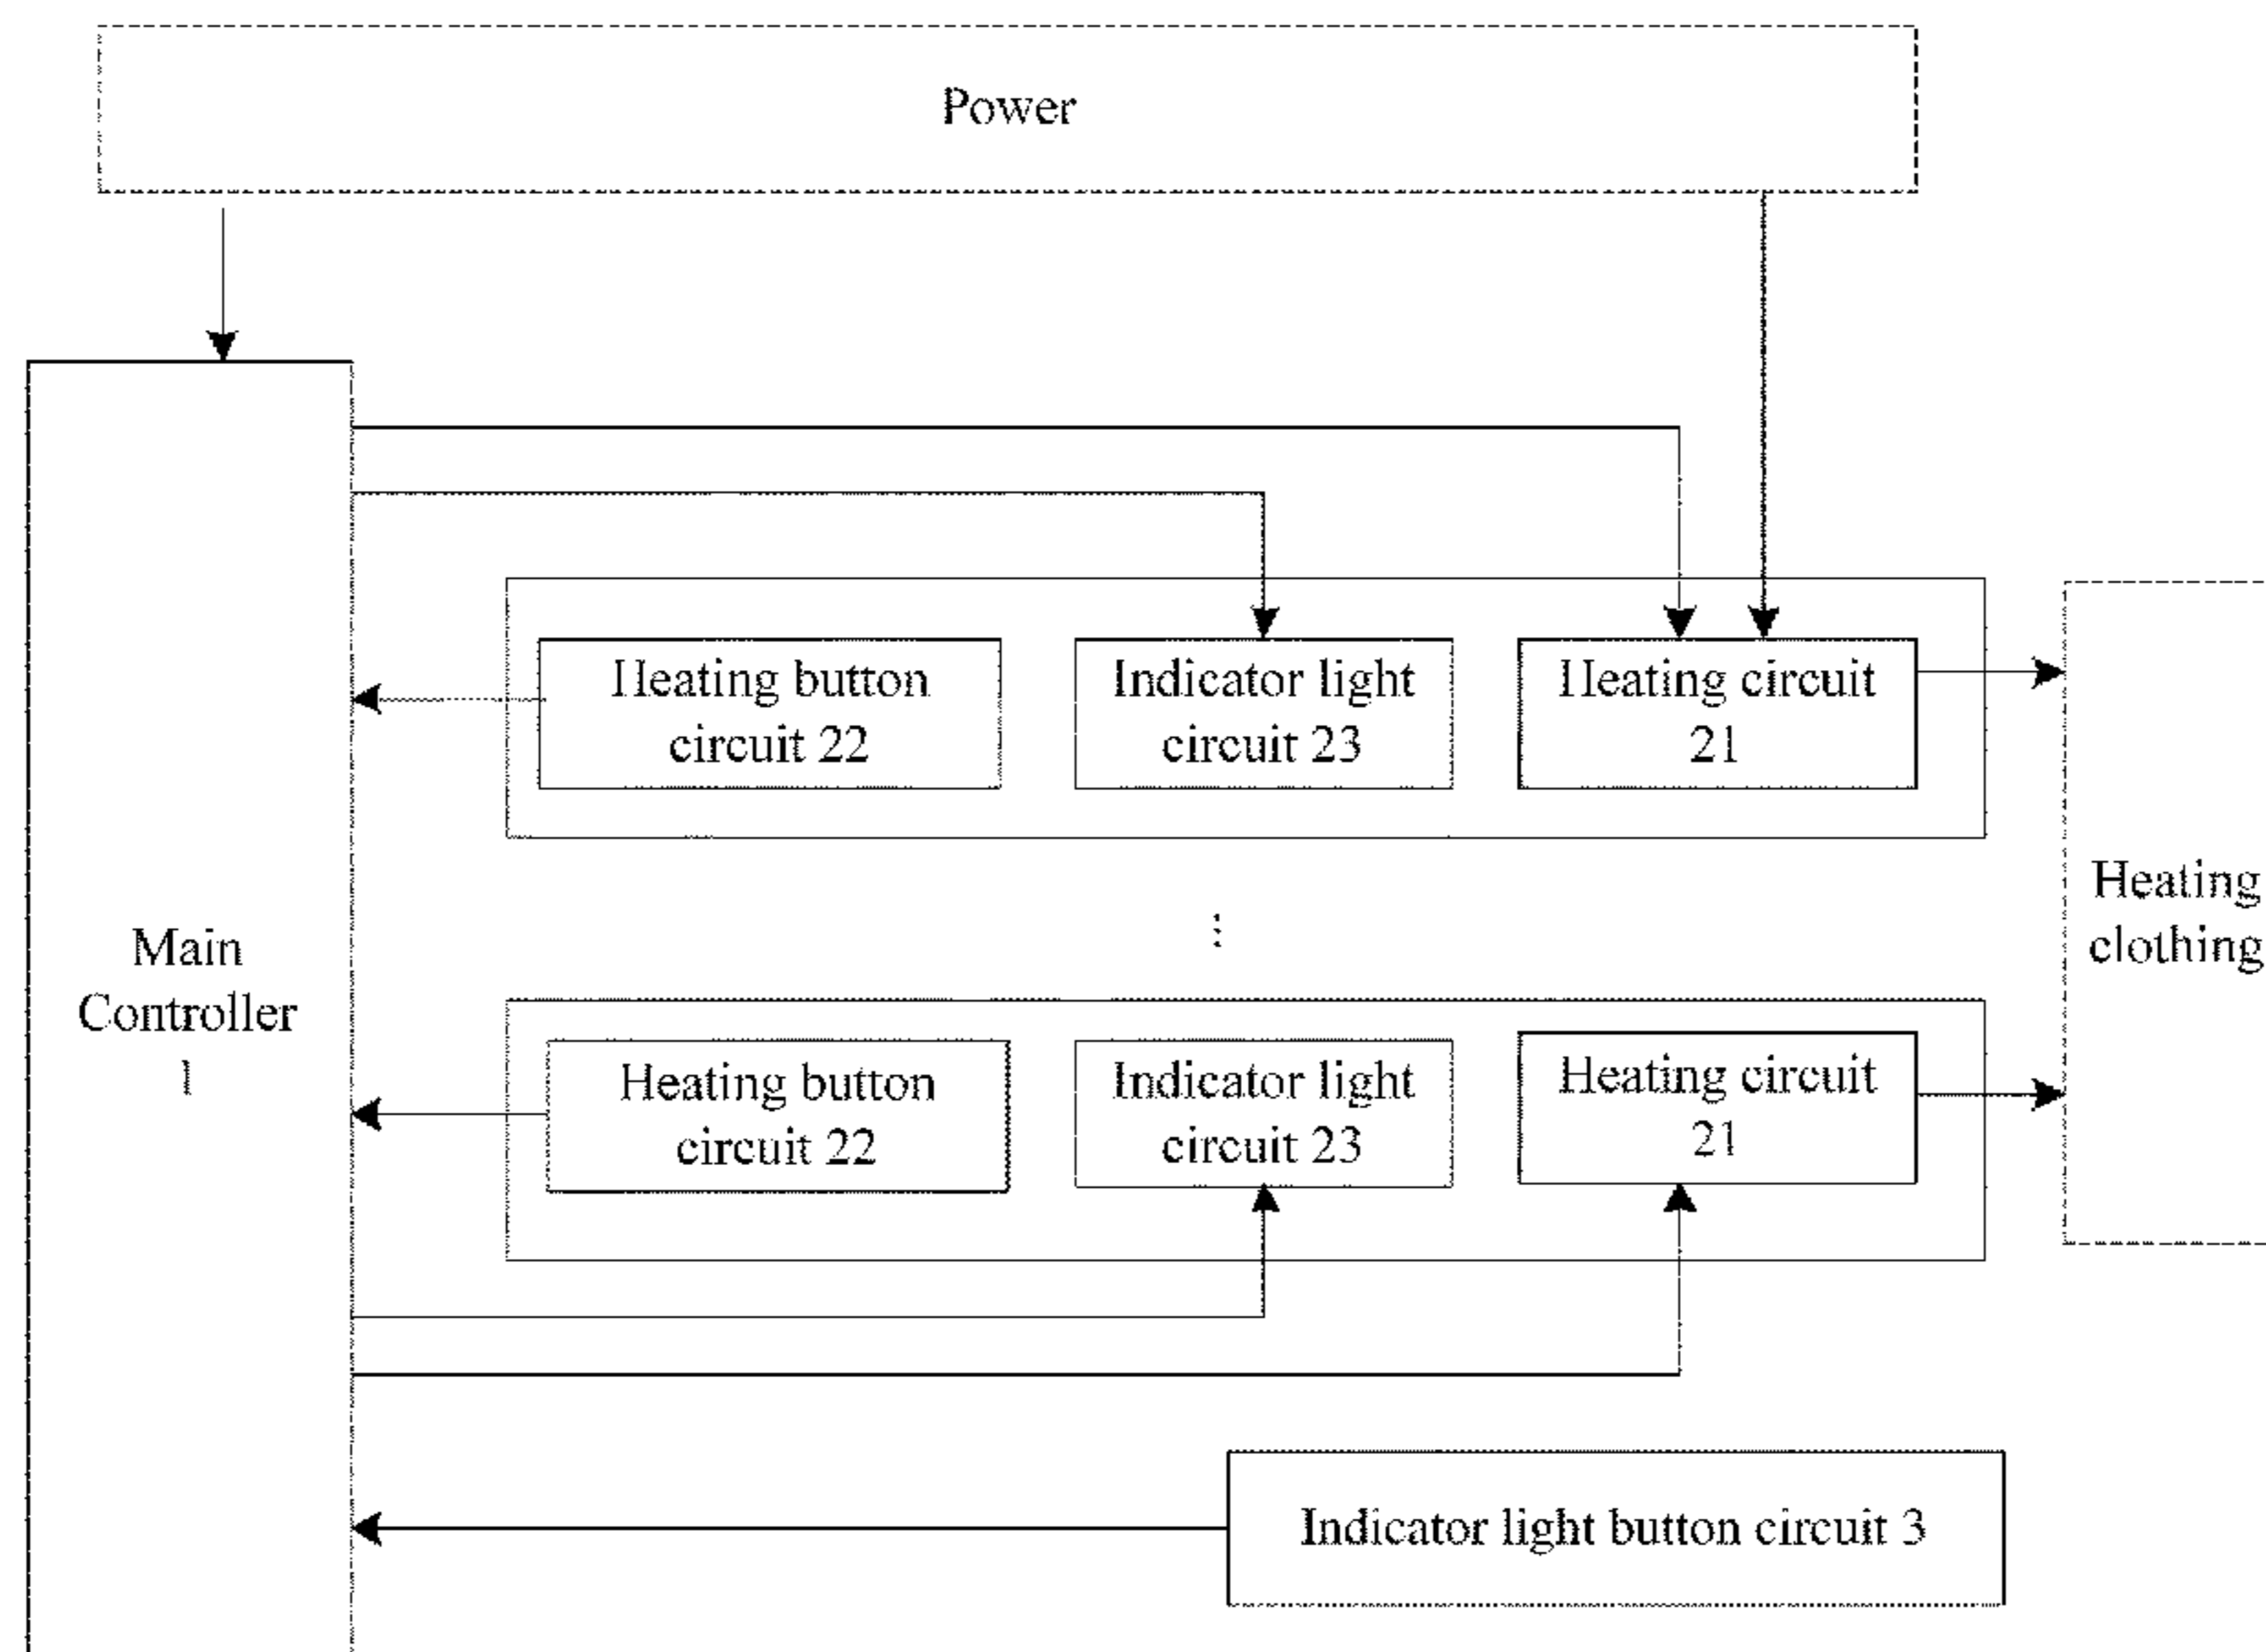 Power
Heating button
circuit 22
Indicator light
circuit 23
Heating circuit
21
Heating
clothing
Main
Controller
1
Heating button
circuit 22
Indicator light
circuit 23
Heating circuit
21
Indicator light button circuit 3